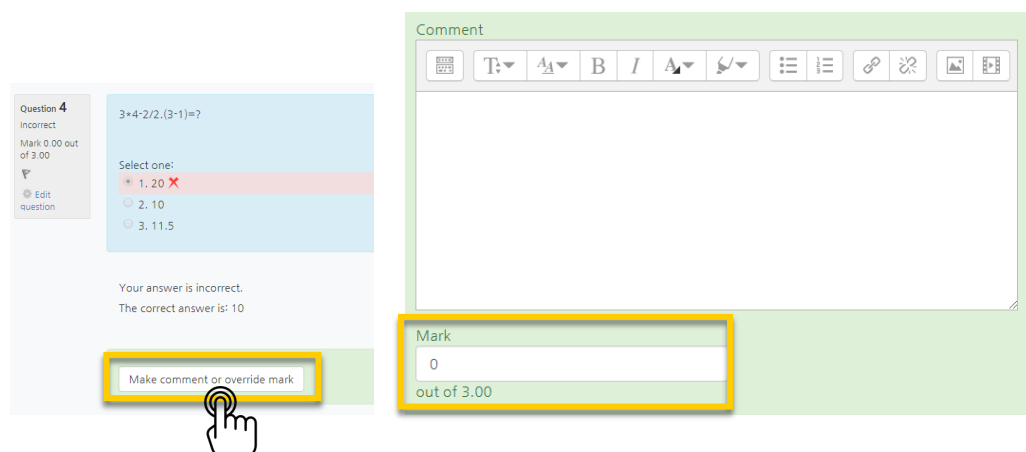 Question 4
Incorrect
Mark 0.00 out
of 3.00
Edit
question
3*4-2/2.(3-1)=?
Select one:
1. 20
2. 10
3. 11.5
Your answer is incorrect.
The correct answer is: 10
Make comment or override mark
Comment
Mark
0
out of 3.00